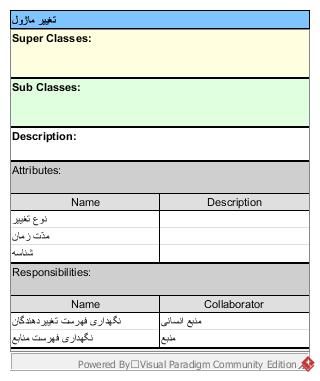 تغییر ماژول
Super Classes:
Sub Classes:
Description:
Attributes:
Name Description
نوع تغییر
مدّت زمان
شناسه
Responsibilities:
Name Collaborator
نگهداری فهرست تغییردهندگان منبع انسانی
نگهداری فهرست منابع منبع
Powered By□Visual Paradigm Community Edition